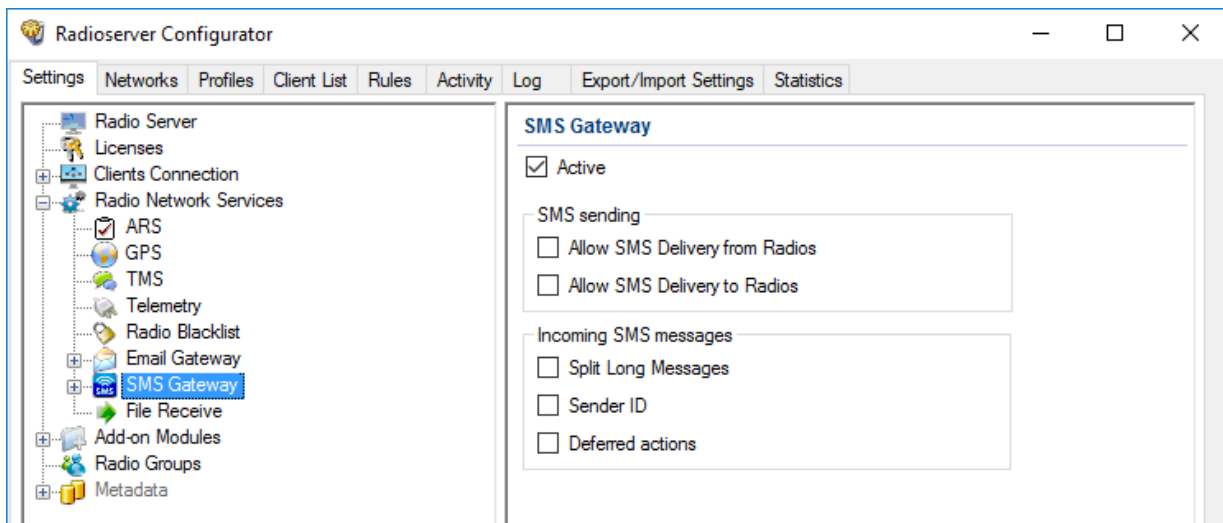 Radioserver Configurator
Settings Networks Profiles Client List Rules Activity Log Export/Import Settings Statistics
Radio Server
Licenses
Clients Connection
Radio Network Services
ARS
GPS
TMS
Telemetry
Radio Blacklist
Email Gateway
SMS Gateway
File Receive
Add-on Modules
Radio Groups
Metadata
SMS Gateway
Active
SMS sending
Allow SMS Delivery from Radios
Allow SMS Delivery to Radios
Incoming SMS messages
Split Long Messages
Sender ID
Deferred actions